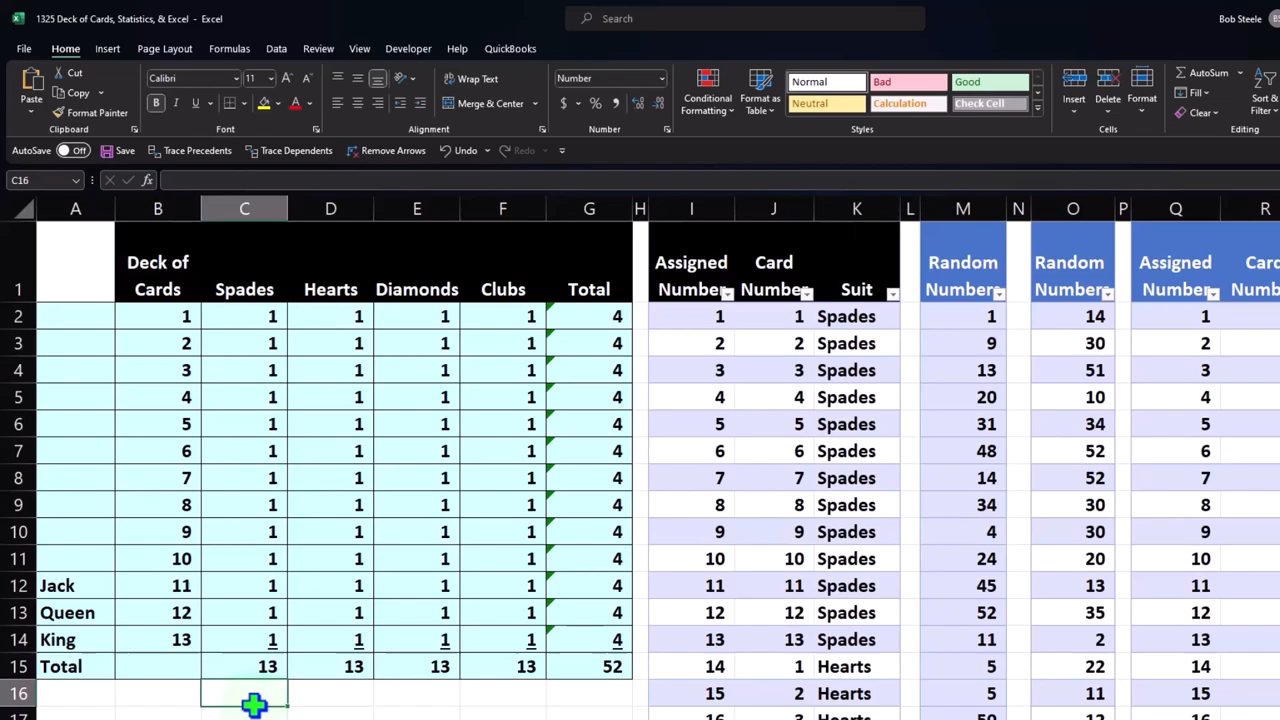 1325 Deck of Cards, Statistics, & Excel - Excel
Search
Bob Steele
BS
File Home Insert Page Layout Formulas Data Review View Developer Help QuickBooks
Paste
Cut
Copy
Format Painter
Clipboard
Calibri 11
B I U
Font
Wrap Text
Merge & Center
Alignment
Number
$ % ,
Number
Conditional Formatting
Format as Table
Normal Bad Good
Neutral Calculation Check Cell
Styles
Insert Delete Format
Cells
AutoSum
Fill
Clear
Sort & Filter
Editing
AutoSave Off Save Trace Precedents Trace Dependents Remove Arrows Undo Redo
C16 fx
A B C D E F G H I J K L M N O P Q R
1 Deck of Cards Spades Hearts Diamonds Clubs Total Assigned Number Card Number Suit Random Numbers Random Numbers Assigned Number Card
2 1 1 1 1 1 4 1 1 Spades 1 14 1
3 2 1 1 1 1 4 2 2 Spades 9 30 2
4 3 1 1 1 1 4 3 3 Spades 13 51 3
5 4 1 1 1 1 4 4 4 Spades 20 10 4
6 5 1 1 1 1 4 5 5 Spades 31 34 5
7 6 1 1 1 1 4 6 6 Spades 48 52 6
8 7 1 1 1 1 4 7 7 Spades 14 52 7
9 8 1 1 1 1 4 8 8 Spades 34 30 8
10 9 1 1 1 1 4 9 9 Spades 4 30 9
11 10 1 1 1 1 4 10 10 Spades 24 20 10
12 Jack 11 1 1 1 1 4 11 11 Spades 45 13 11
13 Queen 12 1 1 1 1 4 12 12 Spades 52 35 12
14 King 13 1 1 1 1 4 13 13 Spades 11 2 13
15 Total 13 13 13 13 52 14 1 Hearts 5 22 14
16 15 2 Hearts 5 11 15
17 16 3 Hearts 50 12 16